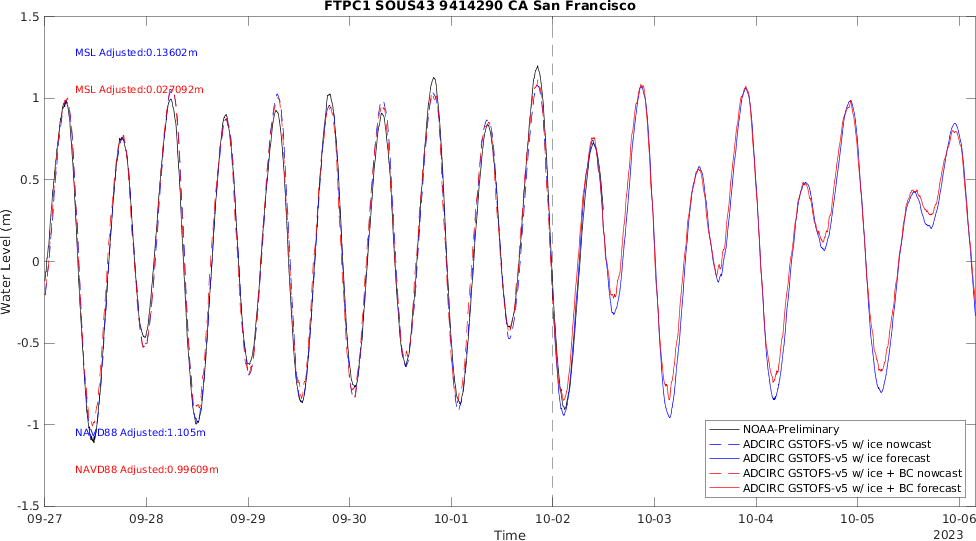 FTPC1 SOUS43 9414290 CA San Francisco
1.5
1
0.5
0
-0.5
-1
-1.5
Water Level (m)
MSL Adjusted:0.13602m
MSL Adjusted:0.027092m
NAVD88 Adjusted:1.105m
NAVD88 Adjusted:0.99609m
NOAA-Preliminary
ADCIRC GSTOFS-v5 w/ ice nowcast
ADCIRC GSTOFS-v5 w/ ice forecast
ADCIRC GSTOFS-v5 w/ ice + BC nowcast
ADCIRC GSTOFS-v5 w/ ice + BC forecast
09-27 09-28 09-29 09-30 10-01 10-02 10-03 10-04 10-05 10-06
Time
2023